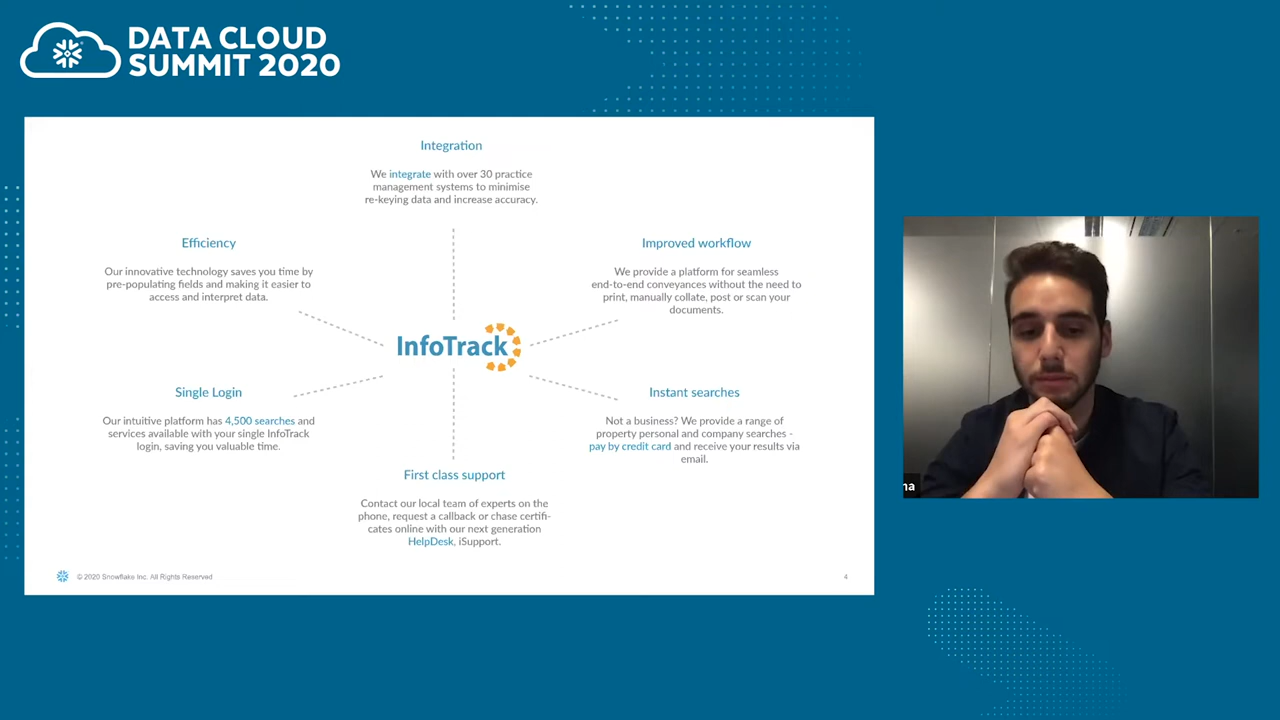 DATA CLOUD
SUMMIT 2020
Integration
We integrate with over 30 practice
management systems to minimise
re-keying data and increase accuracy.
Efficiency
Our innovative technology saves you time by
pre-populating fields and making it easier to
access and interpret data.
Improved workflow
We provide a platform for seamless
end-to-end conveyances without the need to
print, manually collate, post or scan your
documents.
InfoTrack
Single Login
Our intuitive platform has 4,500 searches and
services available with your single InfoTrack
login, saving you valuable time.
Instant searches
Not a business? We provide a range of
property personal and company searches -
pay by credit card and receive your results via
email.
First class support
Contact our local team of experts on the
phone, request a callback or chase certifi-
cates online with our next generation
HelpDesk, iSupport.
© 2020 Snowflake Inc. All Rights Reserved
4